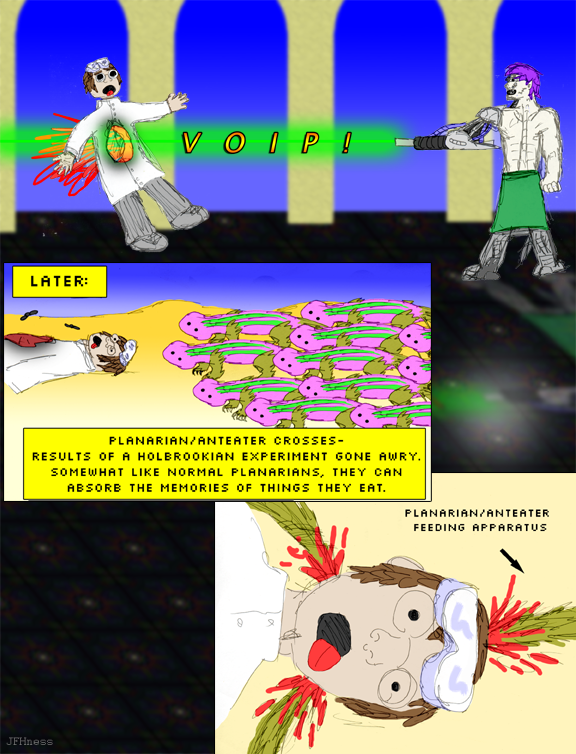 V O I P !
LATER:
PLANARIAN/ANTEATER CROSSES-
RESULTS OF A HOLBROOKIAN EXPERIMENT GONE AWRY.
SOMEWHAT LIKE NORMAL PLANARIANS, THEY CAN
ABSORB THE MEMORIES OF THINGS THEY EAT.
PLANARIAN/ANTEATER
FEEDING APPARATUS
JFHness